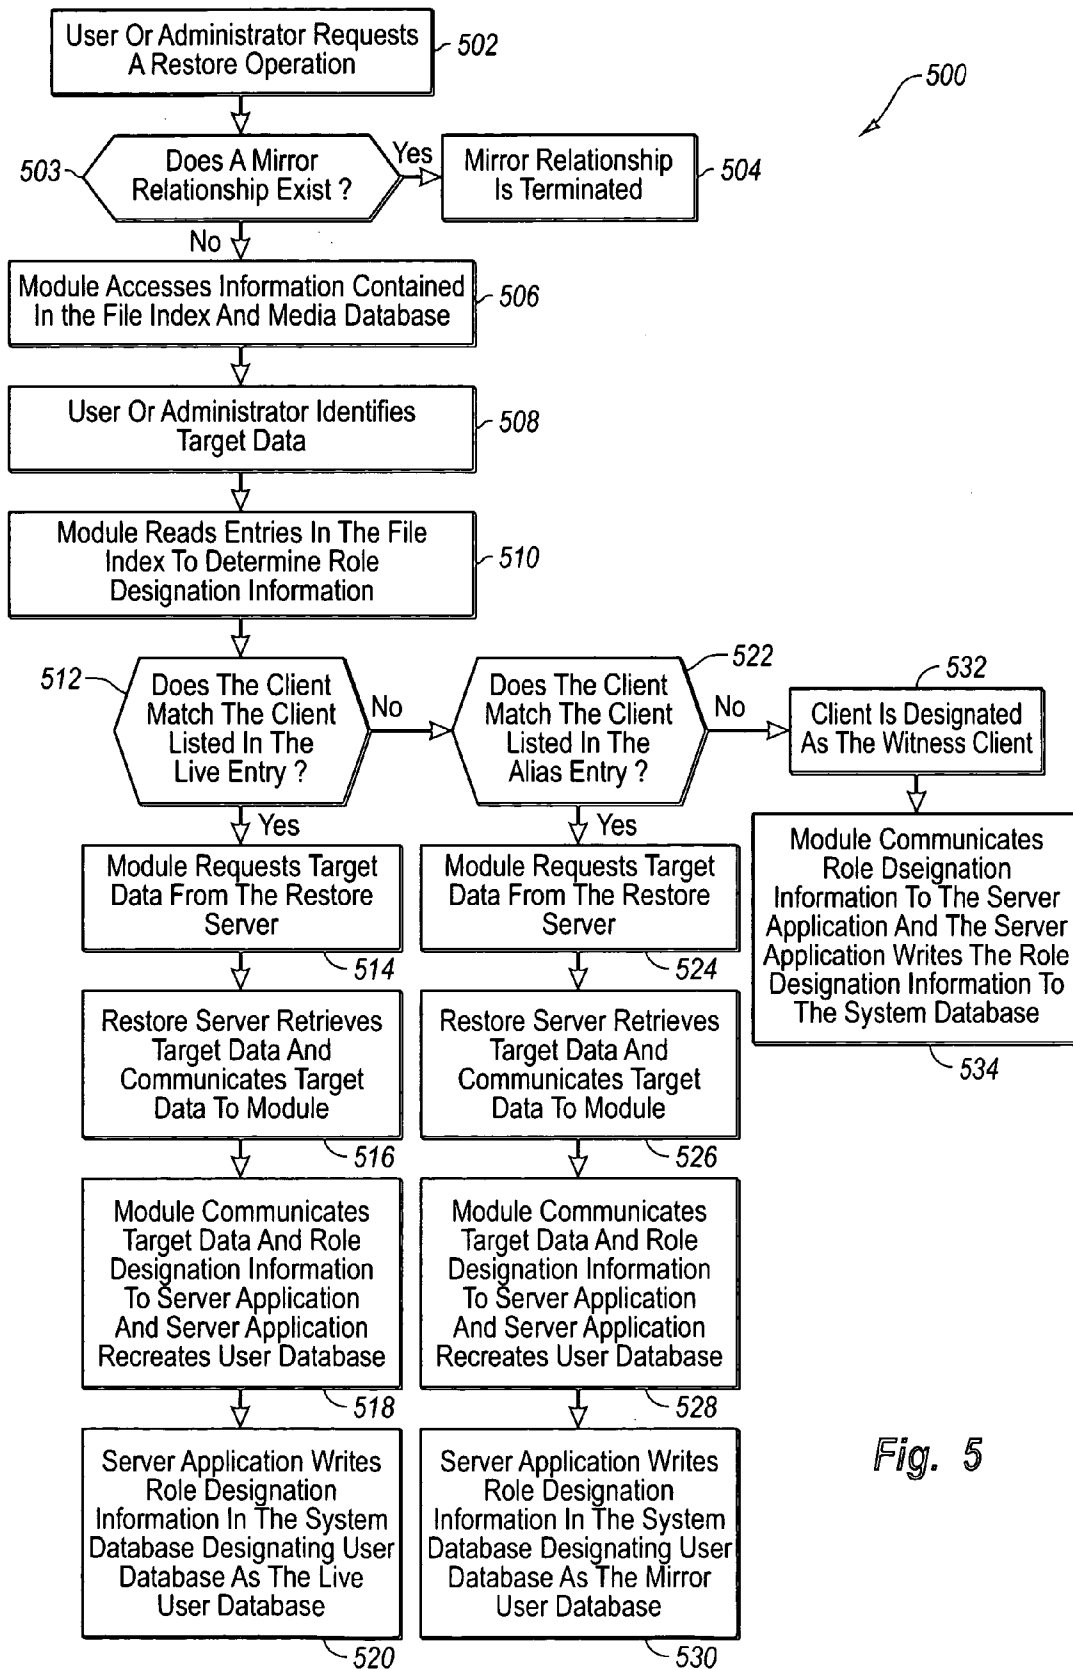 User Or Administrator Requests
A Restore Operation
502
500
503
Does A Mirror
Relationship Exist ?
Yes
Mirror Relationship
Is Terminated
504
No
Module Accesses Information Contained
In the File Index And Media Database
506
User Or Administrator Identifies
Target Data
508
Module Reads Entries In The File
Index To Determine Role
Designation Information
510
512
Does The Client
Match The Client
Listed In The
Live Entry ?
No
522
Does The Client
Match The Client
Listed In The
Alias Entry ?
No
532
Client Is Designated
As The Witness Client
Yes
Yes
Module Requests Target
Data From The Restore
Server
514
Module Requests Target
Data From The Restore
Server
524
Module Communicates
Role Dseignation
Information To The Server
Application And The Server
Application Writes The Role
Designation Information To
The System Database
534
Restore Server Retrieves
Target Data And
Communicates Target
Data To Module
516
Restore Server Retrieves
Target Data And
Communicates Target
Data To Module
526
Module Communicates
Target Data And Role
Designation Information
To Server Application
And Server Application
Recreates User Database
518
Module Communicates
Target Data And Role
Designation Information
To Server Application
And Server Application
Recreates User Database
528
Server Application Writes
Role Designation
Information In The System
Database Designating User
Database As The Live
User Database
520
Server Application Writes
Role Designation
Information In The System
Database Designating User
Database As The Mirror
User Database
530
Fig. 5